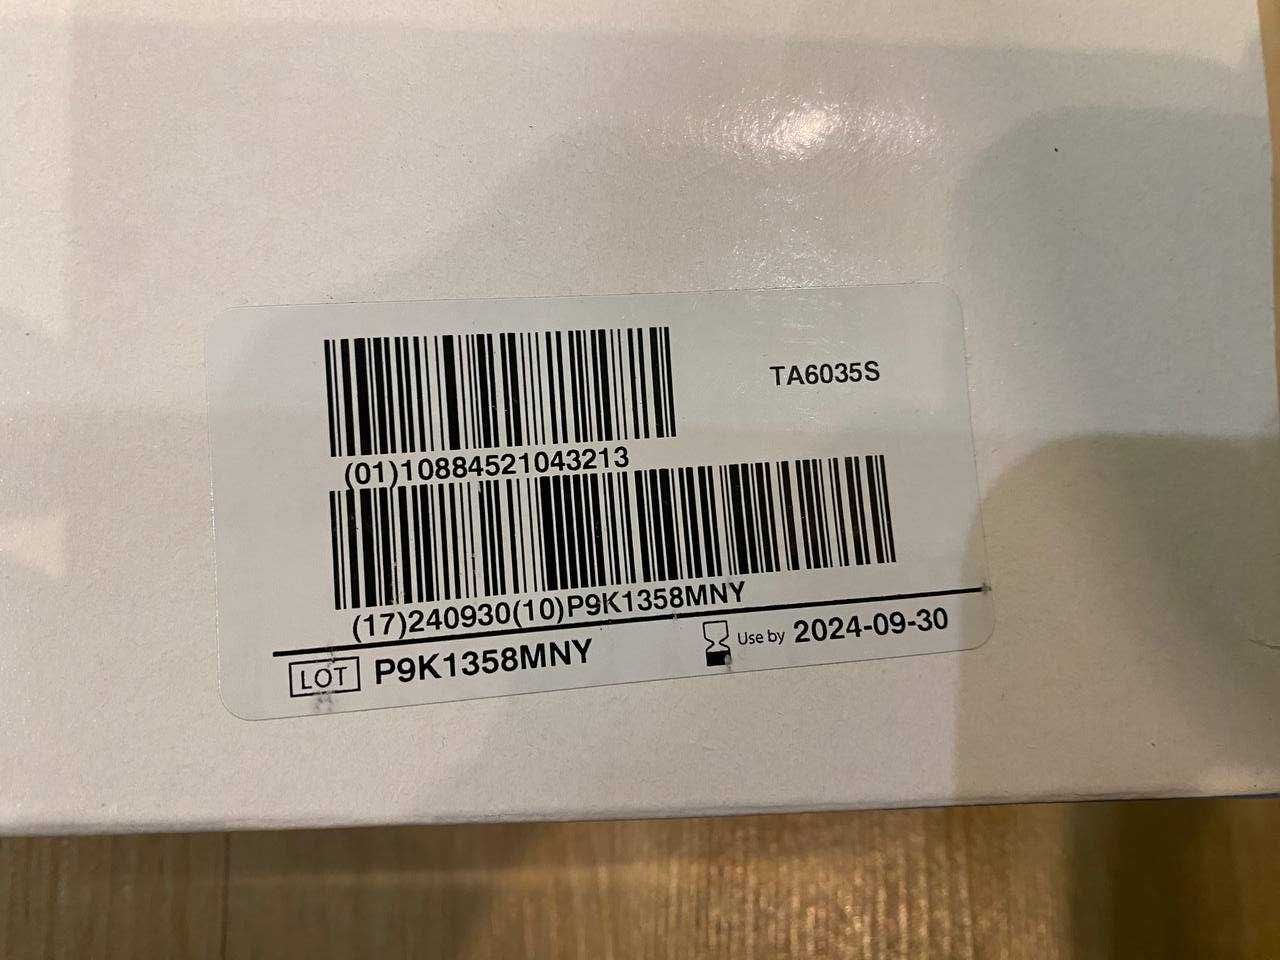 TA6035S
(01)10884521043213
(17)240930(10)P9K1358MNY
LOT P9K1358MNY
Use by 2024-09-30